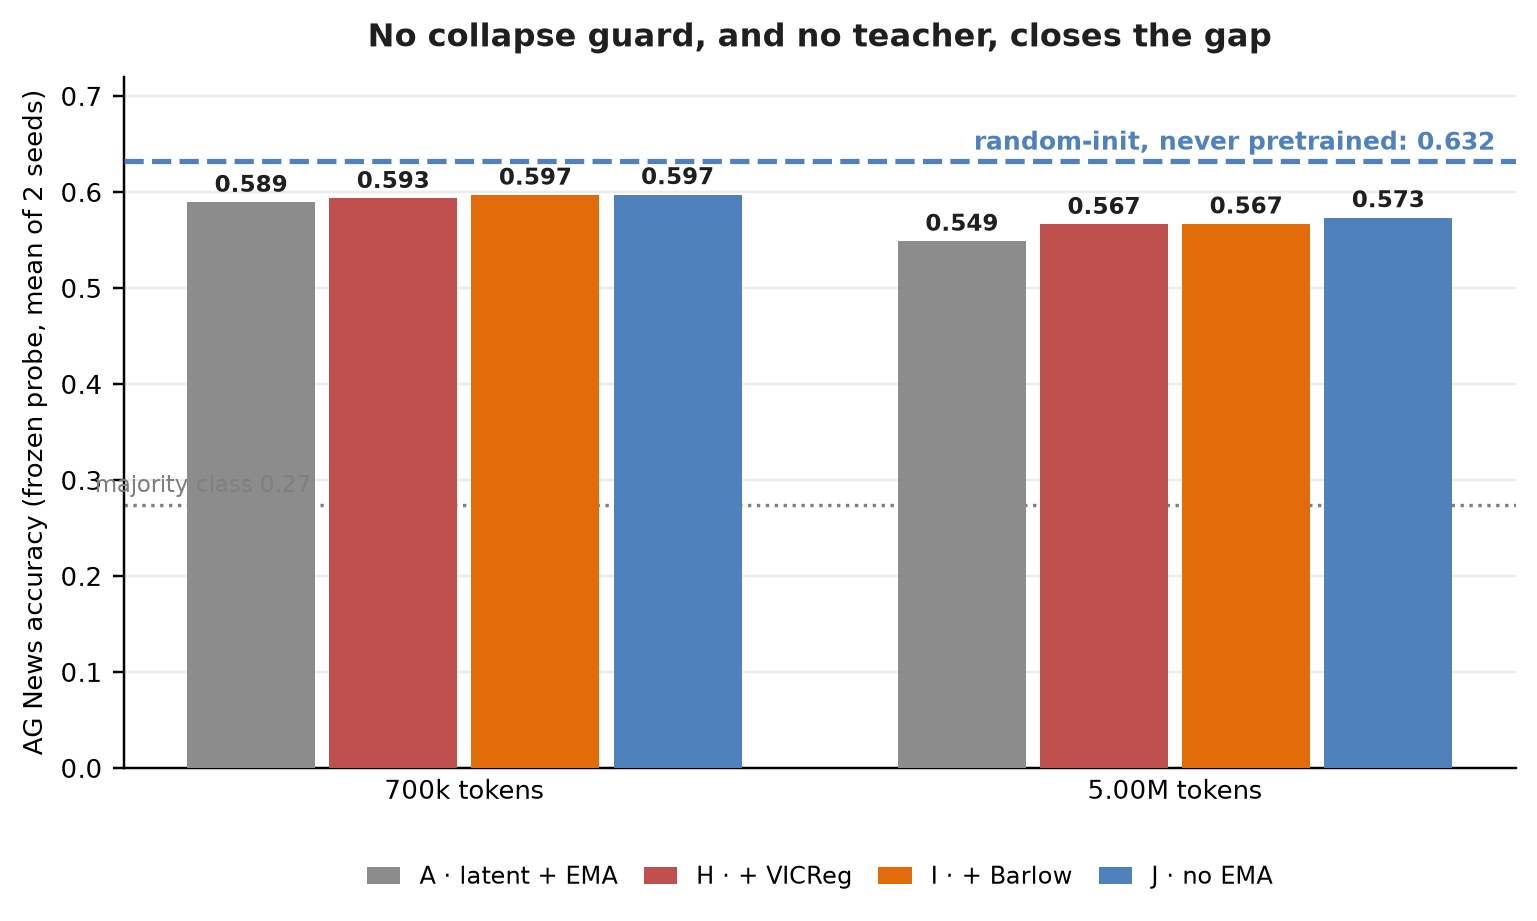 No collapse guard, and no teacher, closes the gap
AG News accuracy (frozen probe, mean of 2 seeds)
0.7
0.6
0.5
0.4
0.3
0.2
0.1
0.0
random-init, never pretrained: 0.632
0.589
0.593
0.597
0.597
0.549
0.567
0.567
0.573
majority class 0.27
700k tokens
5.00M tokens
A · latent + EMA
H · + VICReg
I · + Barlow
J · no EMA